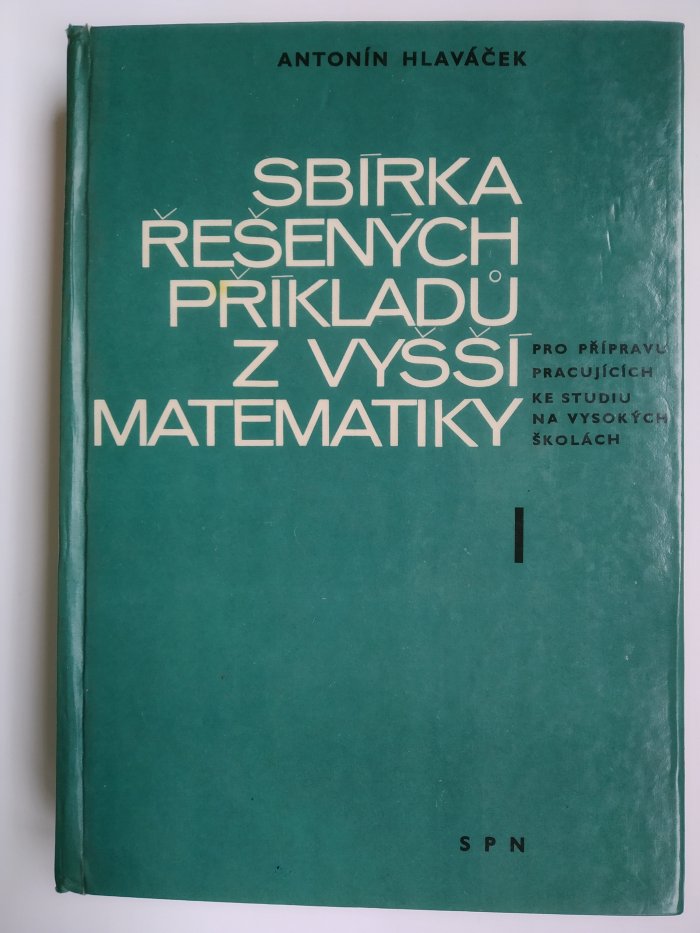 ANTONÍN HLAVÁČEK
SBÍRKA
ŘEŠENÝCH
PŘÍKLADŮ
Z VYŠŠÍ
MATEMATIKY
PRO PŘÍPRAVU
PRACUJÍCÍCH
KE STUDIU
NA VYSOKÝCH
ŠKOLÁCH
I
SPN